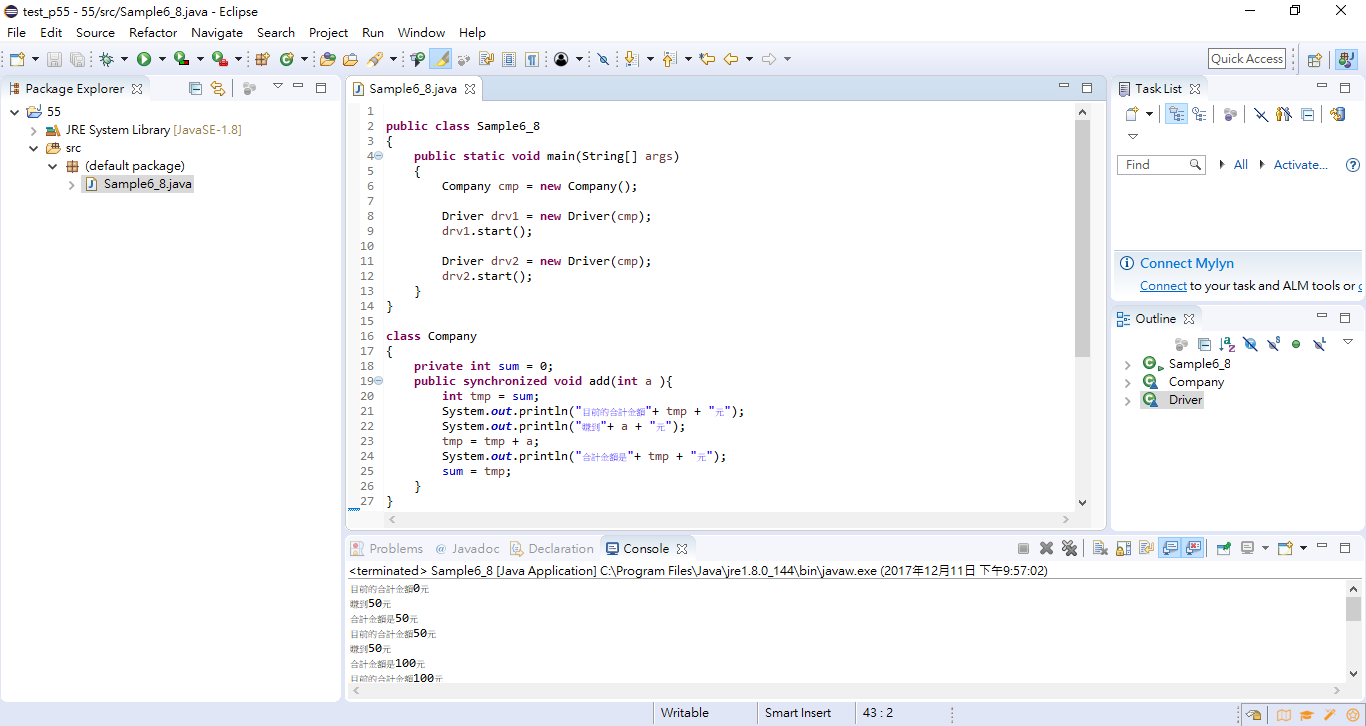 test_p55 - 55/src/Sample6_8.java - Eclipse
File Edit Source Refactor Navigate Search Project Run Window Help
Quick Access
Package Explorer
55
JRE System Library [JavaSE-1.8]
src
(default package)
Sample6_8.java
Sample6_8.java
1
2 public class Sample6_8
3 {
4 public static void main(String[] args)
5 {
6 Company cmp = new Company();
7
8 Driver drv1 = new Driver(cmp);
9 drv1.start();
10
11 Driver drv2 = new Driver(cmp);
12 drv2.start();
13 }
14 }
15
16 class Company
17 {
18 private int sum = 0;
19 public synchronized void add(int a ){
20 int tmp = sum;
21 System.out.println("目前的合計金額"+ tmp + "元");
22 System.out.println("賺到"+ a + "元");
23 tmp = tmp + a;
24 System.out.println("合計金額是"+ tmp + "元");
25 sum = tmp;
26 }
27 }
Task List
Find All Activate...
Connect Mylyn
Connect to your task and ALM tools or c
Outline
Sample6_8
Company
Driver
Problems @ Javadoc Declaration Console
<terminated> Sample6_8 [Java Application] C:\Program Files\Java\jre1.8.0_144\bin\javaw.exe (2017年12月11日 下午9:57:02)
目前的合計金額0元
賺到50元
合計金額是50元
目前的合計金額50元
賺到50元
合計金額是100元
目前的合計金額100元
Writable Smart Insert 43 : 2